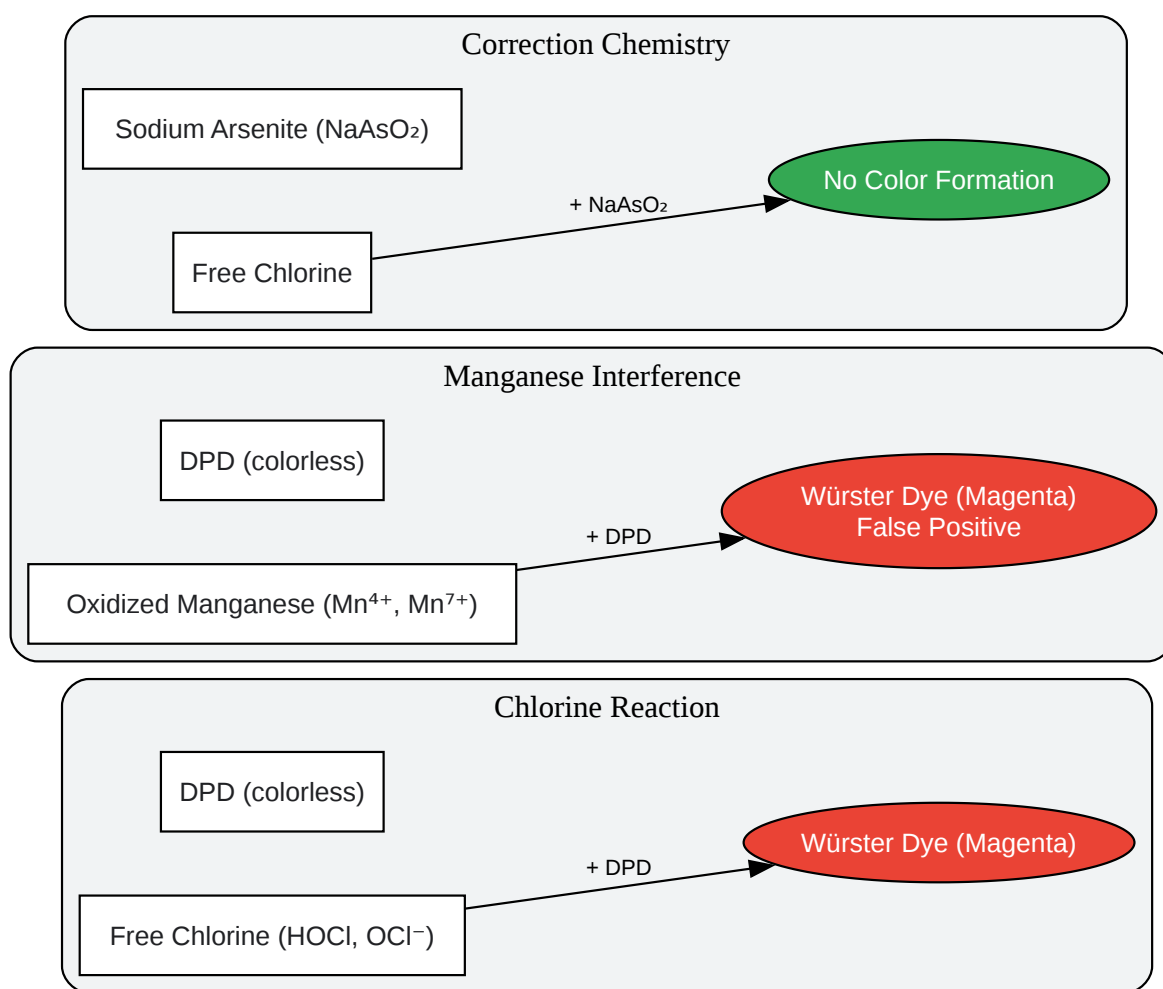 Correction Chemistry
Sodium Arsenite (NaAsO₂)
No Color Formation
+ NaAsO₂
Free Chlorine
Manganese Interference
DPD (colorless)
Würster Dye (Magenta)
False Positive
+ DPD
Oxidized Manganese (Mn⁴⁺, Mn⁷⁺)
Chlorine Reaction
DPD (colorless)
Würster Dye (Magenta)
+ DPD
Free Chlorine (HOCl, OCl⁻)